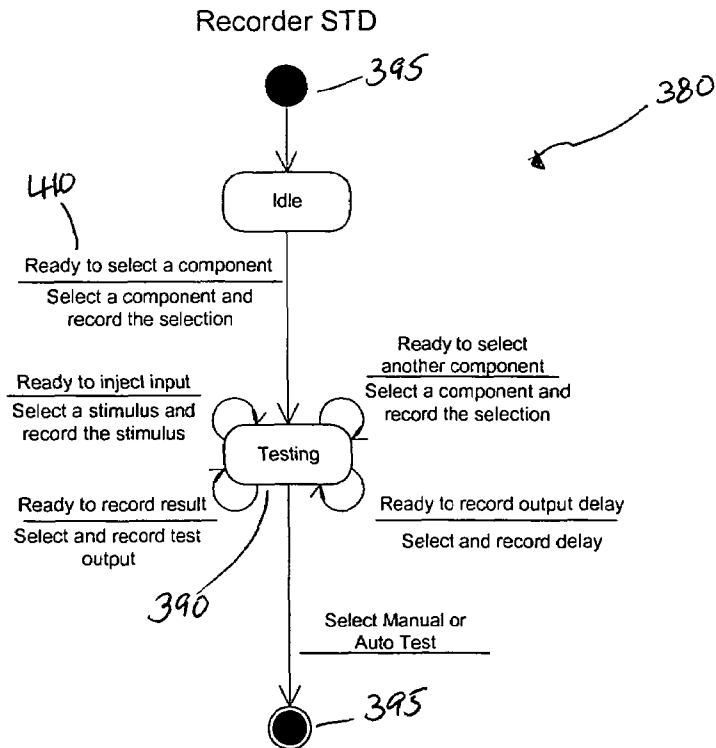 Recorder STD
395
380
Idle
410
Ready to select a component
Select a component and
record the selection
Ready to select
another component
Select a component and
record the selection
Ready to inject input
Select a stimulus and
record the stimulus
Testing
Ready to record result
Select and record test
output
Ready to record output delay
Select and record delay
390
Select Manual or
Auto Test
395